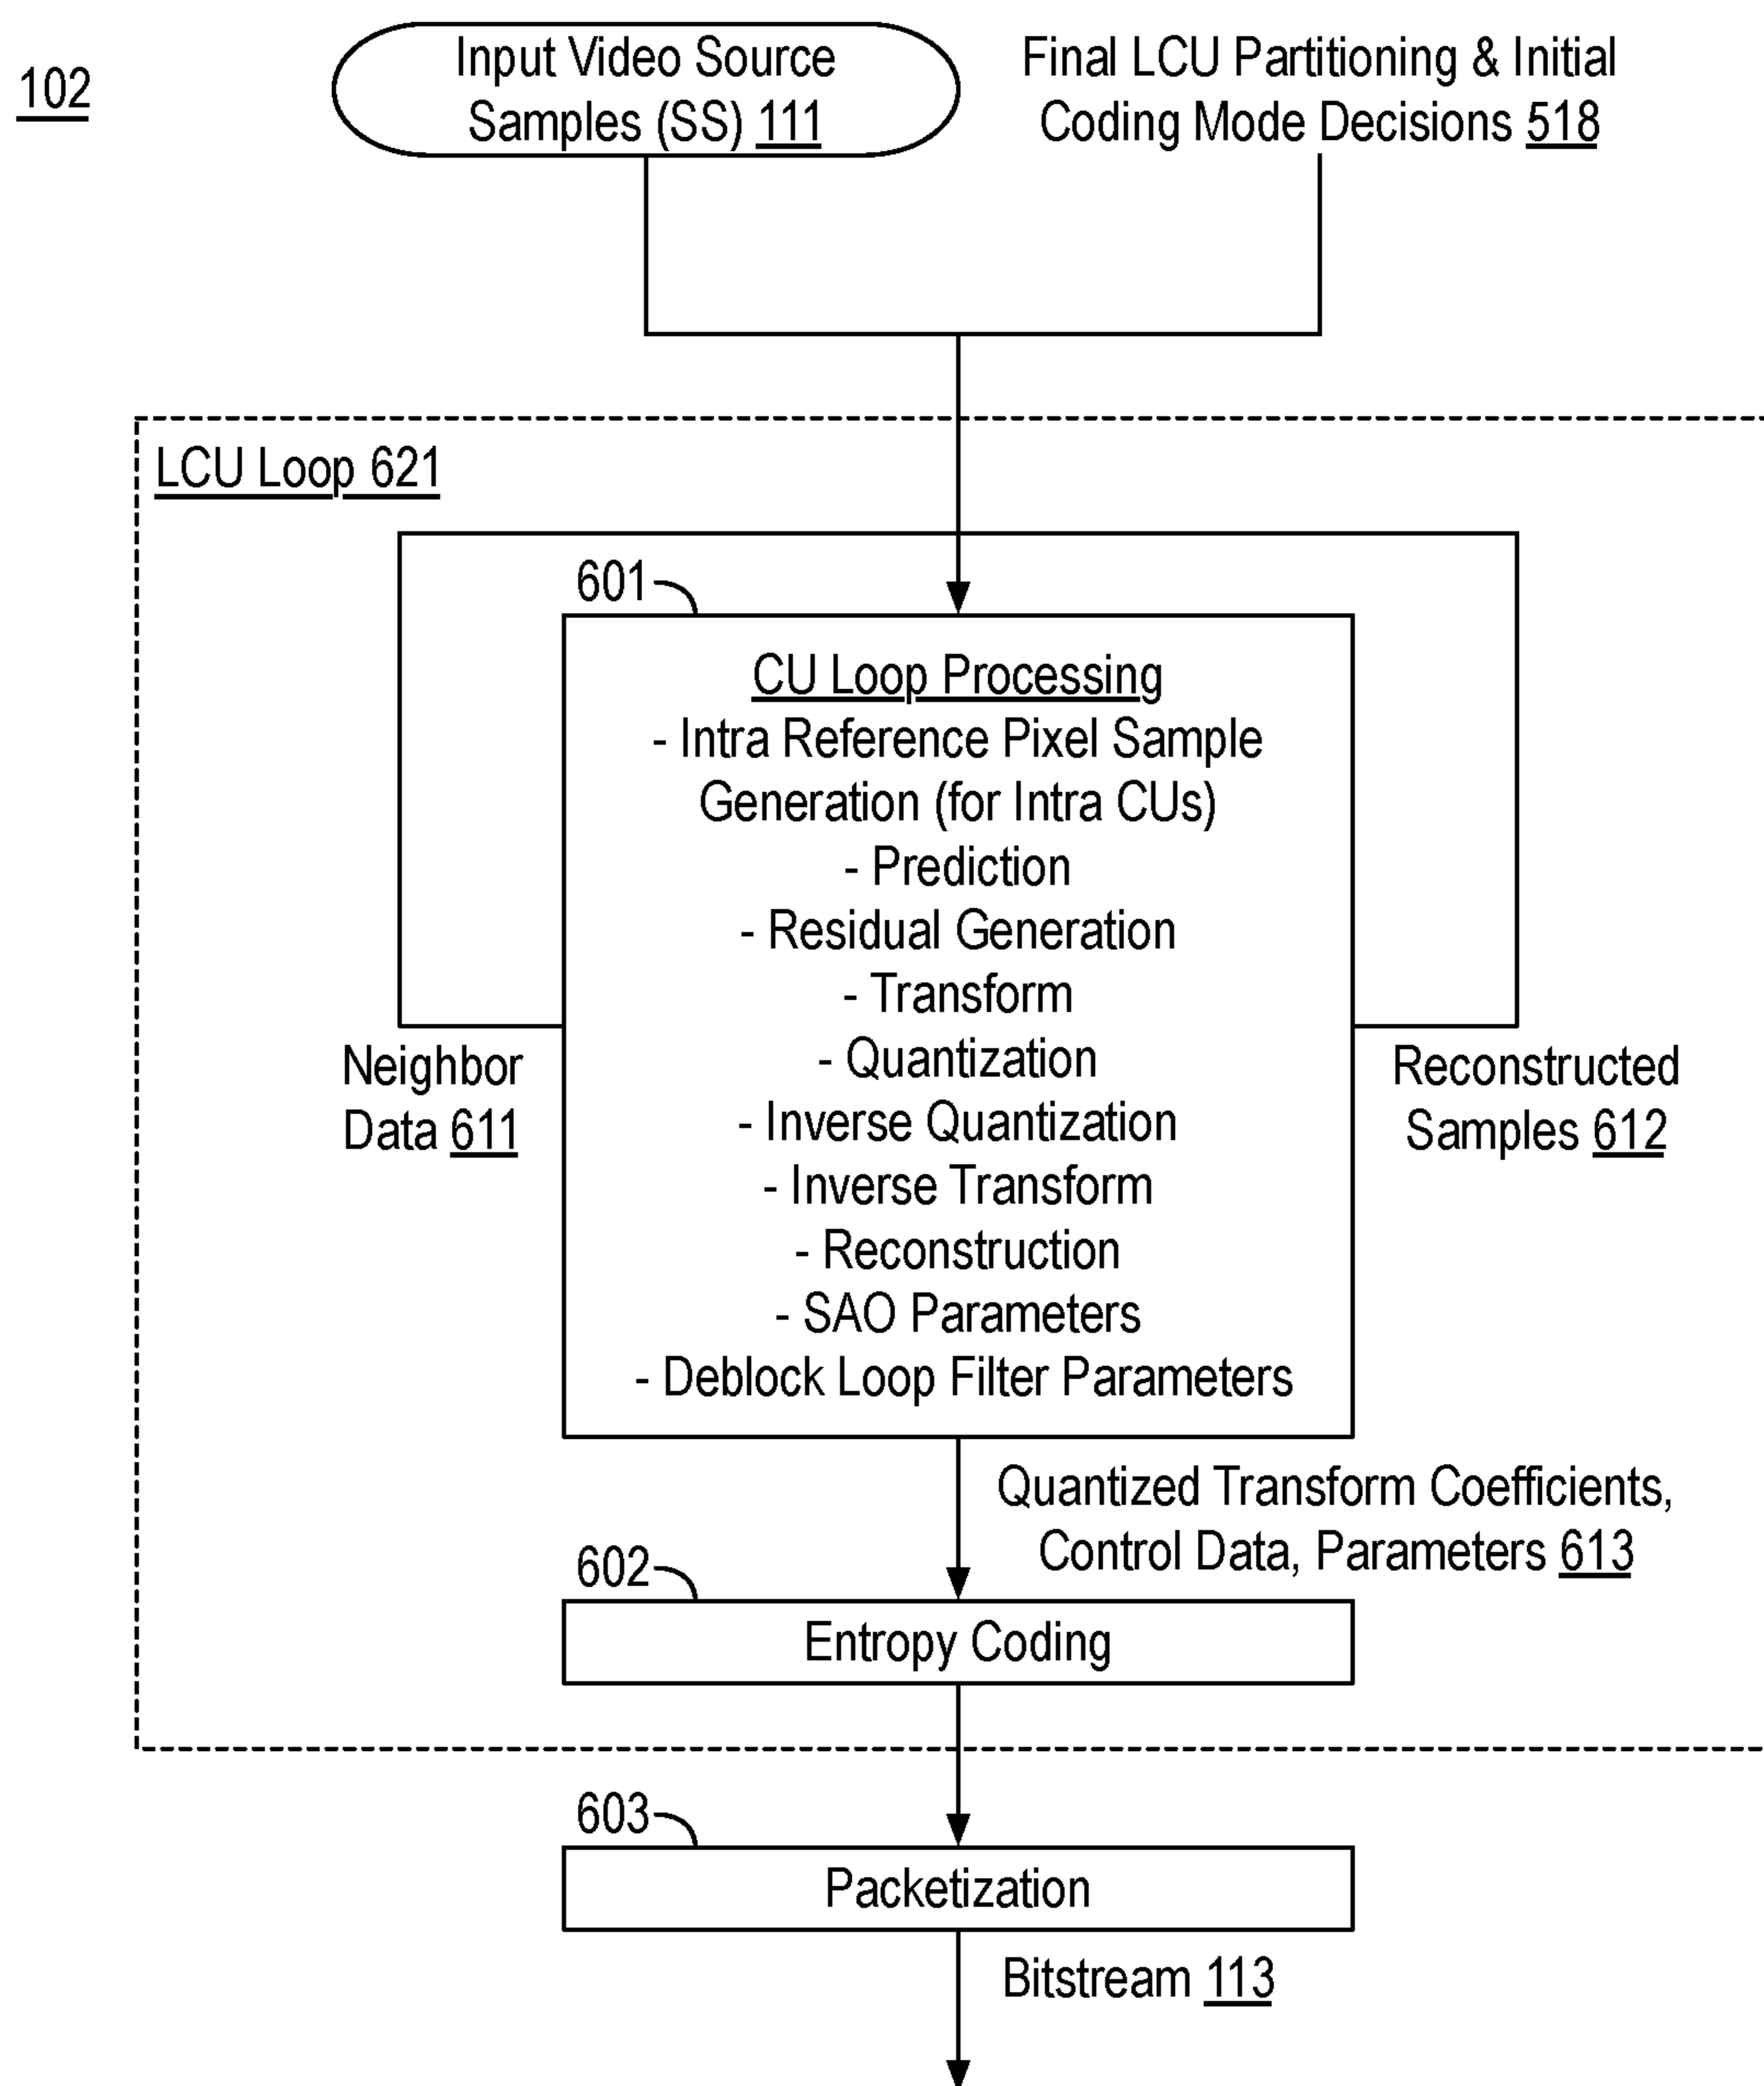 102
Input Video Source
Samples (SS) 111
Final LCU Partitioning & Initial
Coding Mode Decisions 518
LCU Loop 621
601
CU Loop Processing
- Intra Reference Pixel Sample
Generation (for Intra CUs)
- Prediction
- Residual Generation
- Transform
- Quantization
- Inverse Quantization
- Inverse Transform
- Reconstruction
- SAO Parameters
- Deblock Loop Filter Parameters
Neighbor
Data 611
Reconstructed
Samples 612
Quantized Transform Coefficients,
Control Data, Parameters 613
602
Entropy Coding
603
Packetization
Bitstream 113